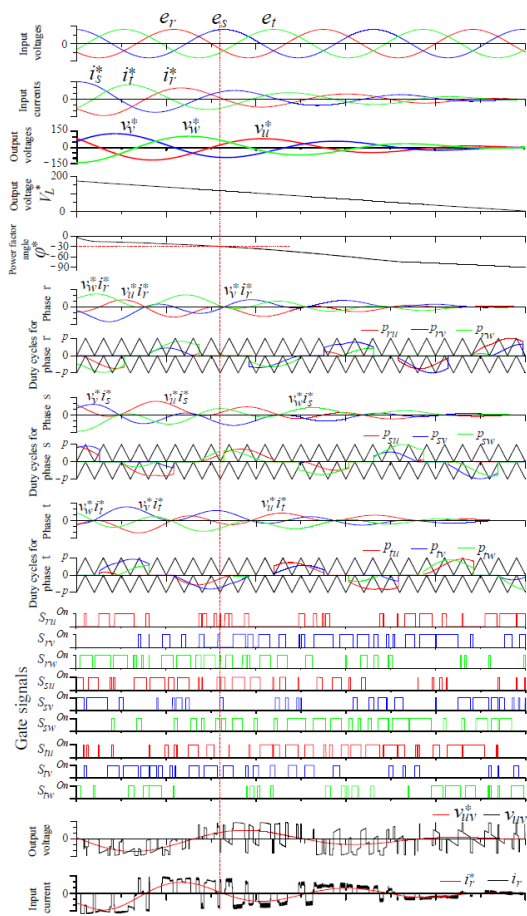 e_r e_s e_t
Input voltages
0
i_s* i_t* i_r*
Input currents
0
v_v* v_w* v_u*
Output voltages
150
0
−150
Output voltage V_L*
200
0
Power factor angle φ*
0
−30
−60
−90
v_w*i_r* v_u*i_r* v_v*i_r*
Phase r
0
Duty cycles for phase r
p
0
−p
p_ru p_rv p_rw
v_v*i_s* v_u*i_s* v_w*i_s*
Phase s
0
Duty cycles for phase s
p
0
−p
p_su p_sv p_sw
v_w*i_t* v_v*i_t* v_u*i_t*
Phase t
0
Duty cycles for phase t
p
0
−p
p_tu p_tv p_tw
Gate signals
S_ru On
S_rv On
S_rw On
S_su On
S_sv On
S_sw On
S_tu On
S_tv On
S_tw On
Output voltage
0
v_uv* v_uv
Input current
0
i_r* i_r